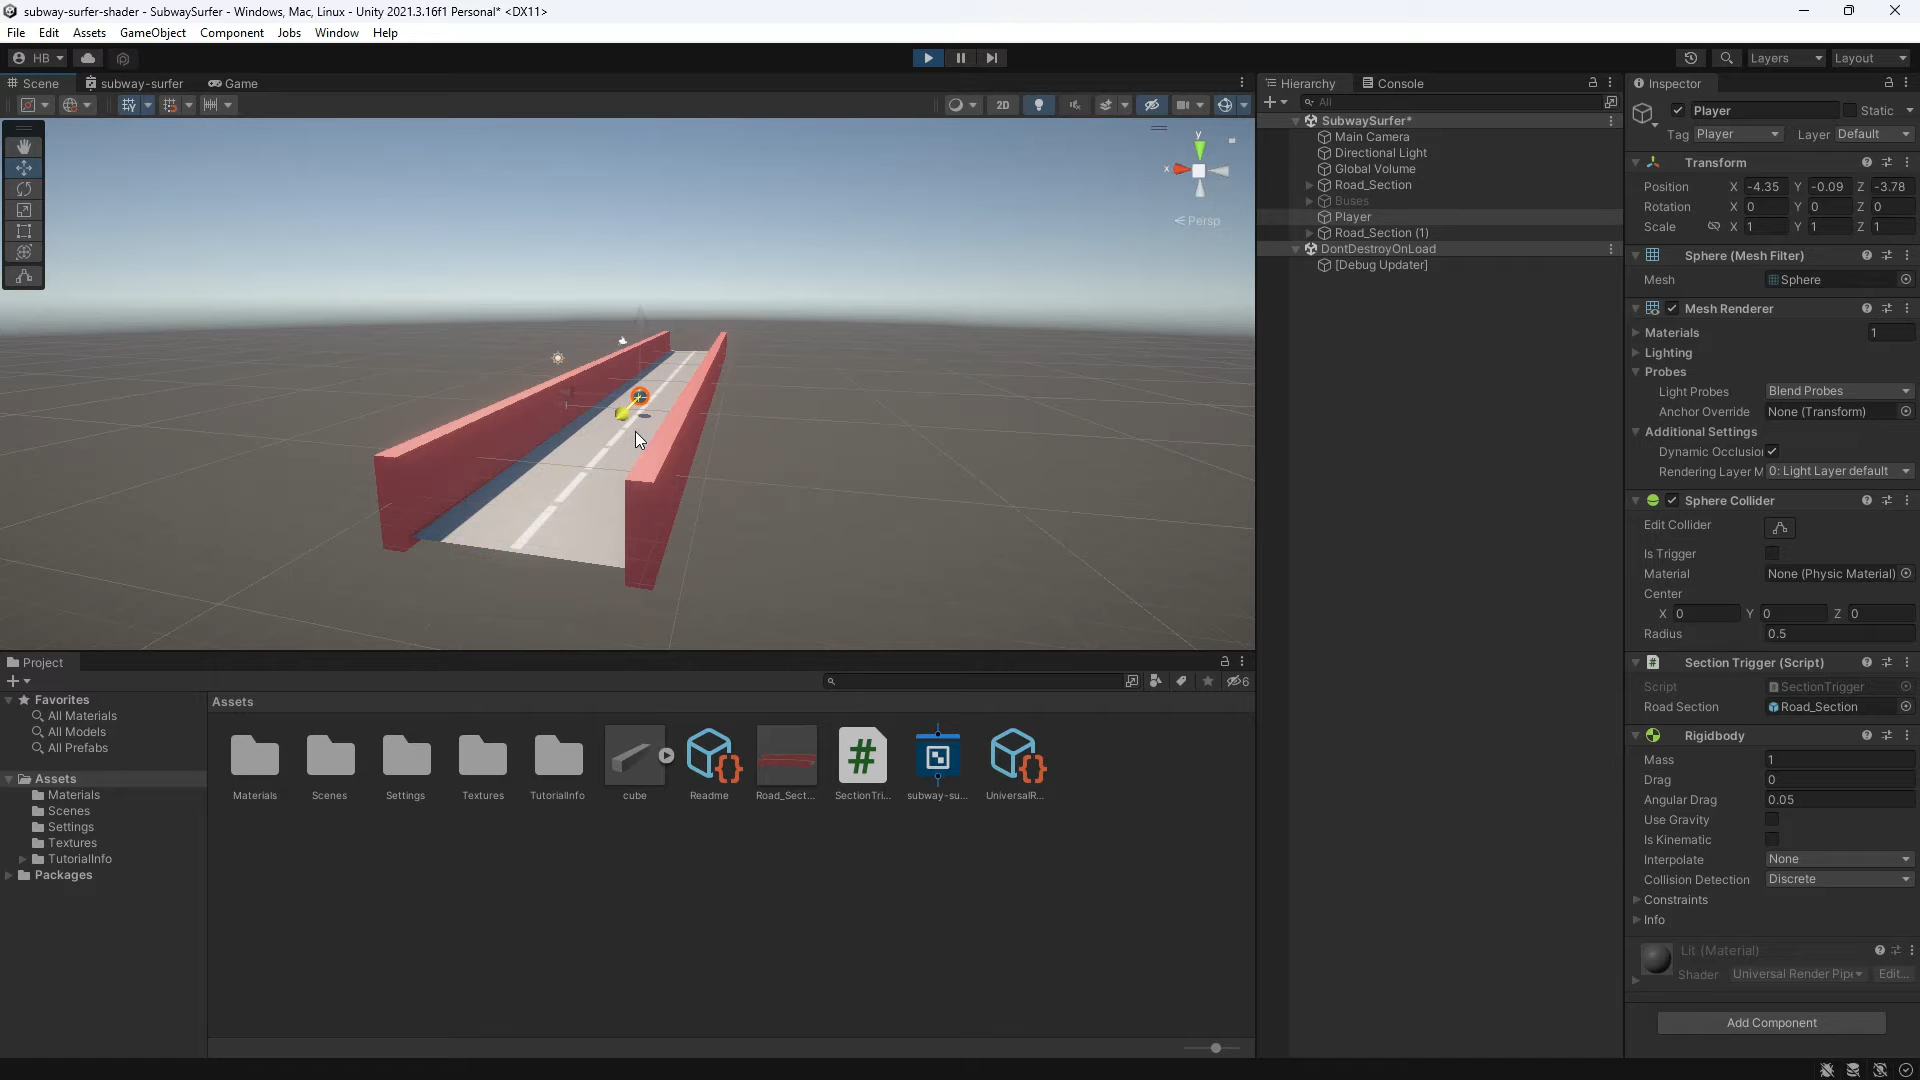 subway-surfer-shader - SubwaySurfer - Windows, Mac, Linux - Unity 2021.3.16f1 Personal* <DX11>
File Edit Assets GameObject Component Jobs Window Help
HB Layers Layout
Scene subway-surfer Game
2D
y
x
Persp
Hierarchy Console
All
SubwaySurfer*
Main Camera
Directional Light
Global Volume
Road_Section
Buses
Player
Road_Section (1)
DontDestroyOnLoad
[Debug Updater]
Inspector
Player Static
Tag Player Layer Default
Transform
Position X -4.35 Y -0.09 Z -3.78
Rotation X 0 Y 0 Z 0
Scale X 1 Y 1 Z 1
Sphere (Mesh Filter)
Mesh Sphere
Mesh Renderer
Materials 1
Lighting
Probes
Light Probes Blend Probes
Anchor Override None (Transform)
Additional Settings
Dynamic Occlusion
Rendering Layer M 0: Light Layer default
Sphere Collider
Edit Collider
Is Trigger
Material None (Physic Material)
Center
X 0 Y 0 Z 0
Radius 0.5
# Section Trigger (Script)
Script SectionTrigger
Road Section Road_Section
Rigidbody
Mass 1
Drag 0
Angular Drag 0.05
Use Gravity
Is Kinematic
Interpolate None
Collision Detection Discrete
Constraints
Info
Lit (Material)
Shader Universal Render Pipe Edit...
Add Component
Project
6
Favorites
All Materials
All Models
All Prefabs
Assets
Materials
Scenes
Settings
Textures
TutorialInfo
Packages
Assets
Materials Scenes Settings Textures TutorialInfo cube Readme Road_Sect... SectionTri... subway-su... UniversalR...